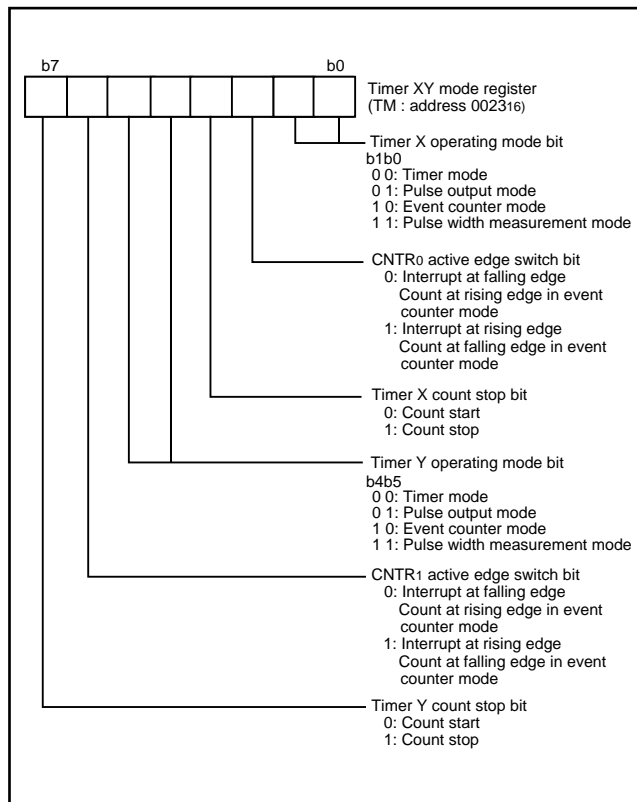 b7 b0
Timer XY mode register
(TM : address 002316)
Timer X operating mode bit
b1b0
0 0: Timer mode
0 1: Pulse output mode
1 0: Event counter mode
1 1: Pulse width measurement mode
CNTR0 active edge switch bit
0: Interrupt at falling edge
Count at rising edge in event
counter mode
1: Interrupt at rising edge
Count at falling edge in event
counter mode
Timer X count stop bit
0: Count start
1: Count stop
Timer Y operating mode bit
b4b5
0 0: Timer mode
0 1: Pulse output mode
1 0: Event counter mode
1 1: Pulse width measurement mode
CNTR1 active edge switch bit
0: Interrupt at falling edge
Count at rising edge in event
counter mode
1: Interrupt at rising edge
Count at falling edge in event
counter mode
Timer Y count stop bit
0: Count start
1: Count stop